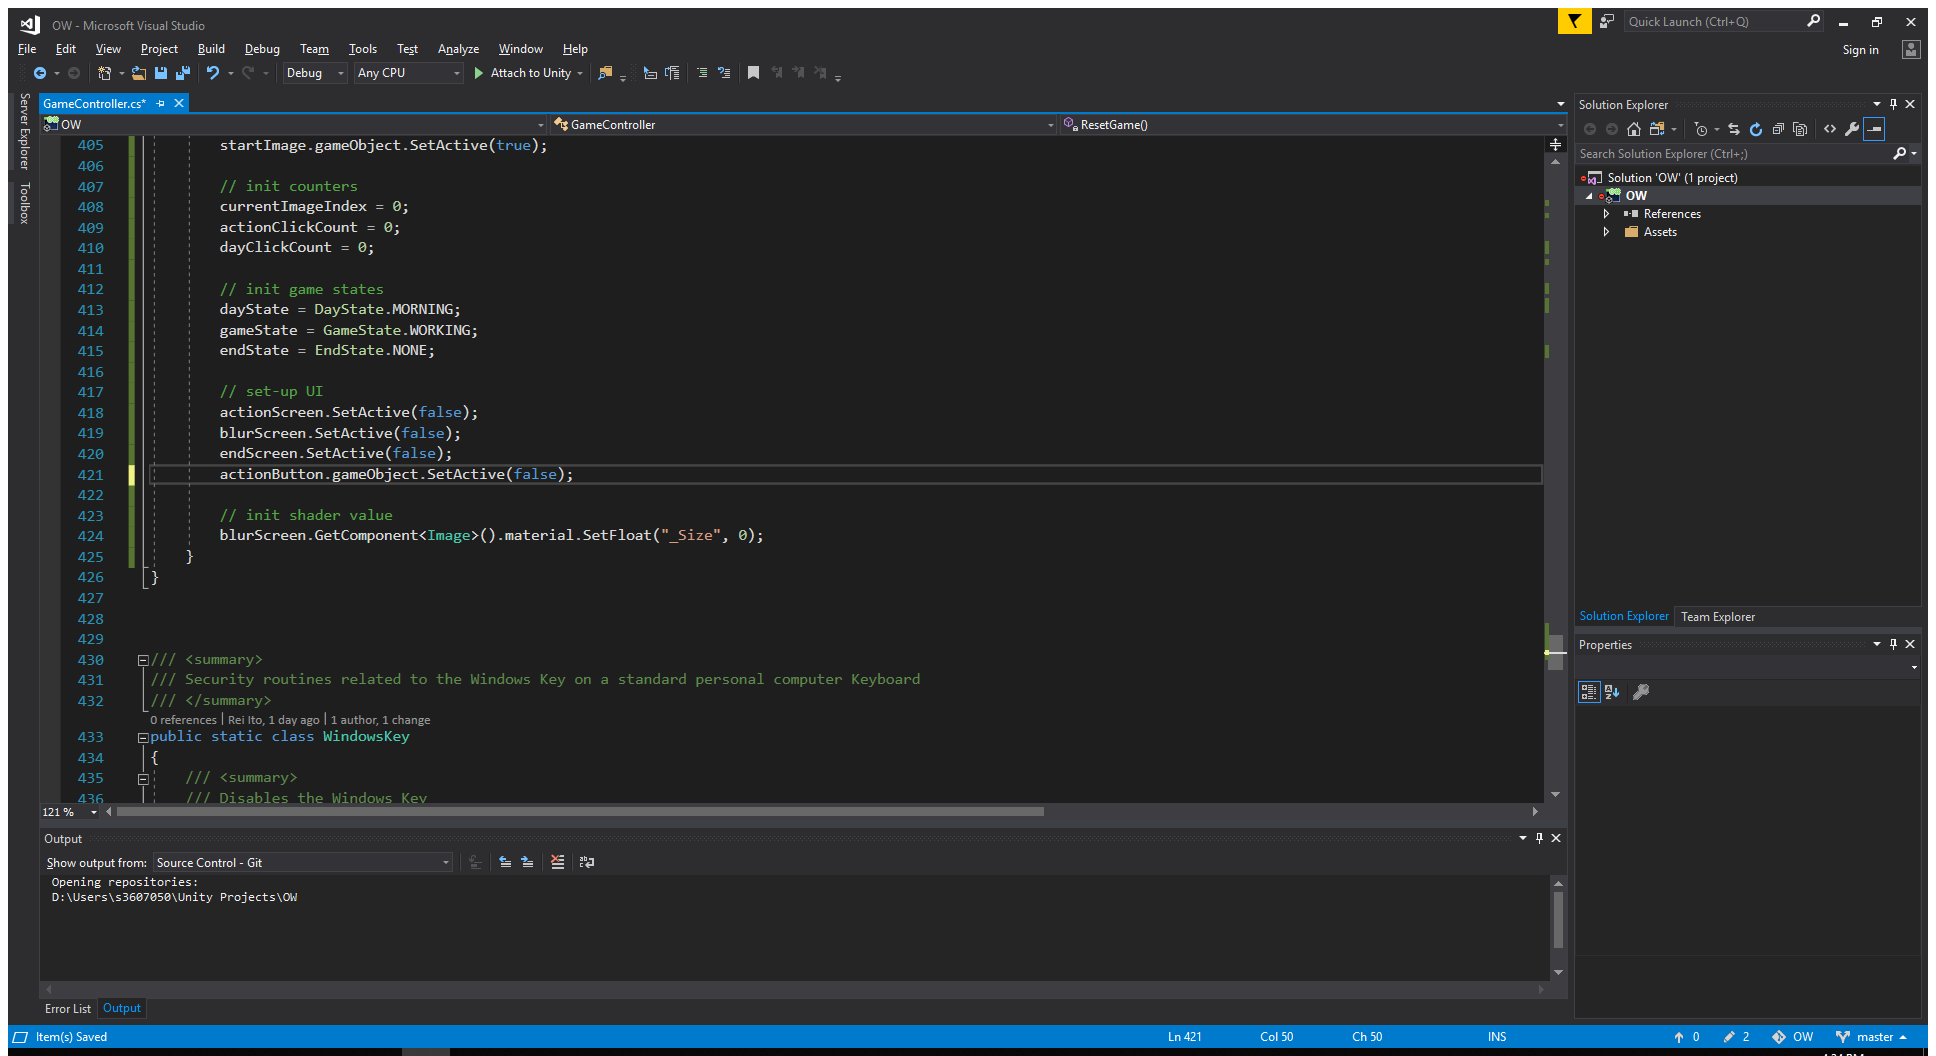 OW - Microsoft Visual Studio
Quick Launch (Ctrl+Q)
File Edit View Project Build Debug Team Tools Test Analyze Window Help
Sign in
Debug Any CPU Attach to Unity
Server Explorer
Toolbox
GameController.cs*
OW GameController ResetGame()
405 startImage.gameObject.SetActive(true);
406
407 // init counters
408 currentImageIndex = 0;
409 actionClickCount = 0;
410 dayClickCount = 0;
411
412 // init game states
413 dayState = DayState.MORNING;
414 gameState = GameState.WORKING;
415 endState = EndState.NONE;
416
417 // set-up UI
418 actionScreen.SetActive(false);
419 blurScreen.SetActive(false);
420 endScreen.SetActive(false);
421 actionButton.gameObject.SetActive(false);
422
423 // init shader value
424 blurScreen.GetComponent<Image>().material.SetFloat("_Size", 0);
425 }
426 }
427
428
429
430 /// <summary>
431 /// Security routines related to the Windows Key on a standard personal computer Keyboard
432 /// </summary>
0 references | Rei Ito, 1 day ago | 1 author, 1 change
433 public static class WindowsKey
434 {
435 /// <summary>
436 /// Disables the Windows Key
121 %
Output
Show output from: Source Control - Git
Opening repositories:
D:\Users\s3607050\Unity Projects\OW
Error List Output
Solution Explorer
Search Solution Explorer (Ctrl+;)
Solution 'OW' (1 project)
OW
References
Assets
Solution Explorer Team Explorer
Properties
Item(s) Saved Ln 421 Col 50 Ch 50 INS 0 2 OW master